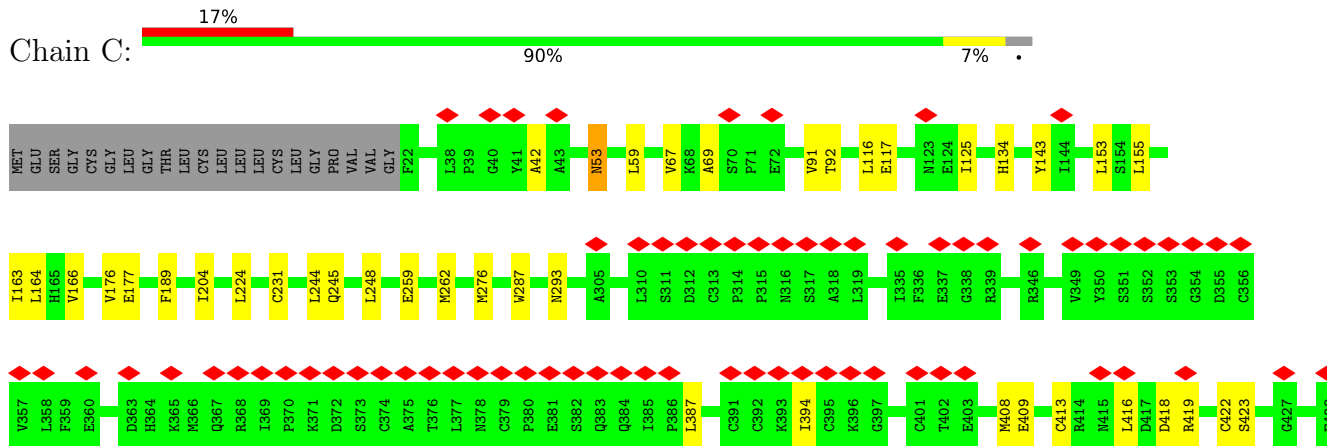 17%
Chain C:
90% 7% •
MET GLU SER GLY CYS GLY LEU GLY THR LEU CYS LEU LEU LEU LEU CYS LEU GLY PRO VAL VAL GLY F22 L38 P39 G40 Y41 A42 A43 N53 L59 V67 K68 A69 S70 P71 E72 V91 T92 L116 E117 N123 E124 I125 H134 Y143 I144 L153 S154 L155
I163 L164 H165 V166 V176 E177 F189 I204 L224 C231 L244 Q245 L248 E259 M262 M276 W287 N293 A305 L310 S311 D312 C313 P314 P315 N316 S317 A318 L319 I335 F336 E337 G338 R339 R346 V349 Y350 S351 S352 S353 G354 D355 C356
V357 L358 F359 E360 D363 H364 K365 M366 Q367 R368 I369 P370 K371 D372 S373 C374 A375 T376 L377 N378 C379 P380 E381 S382 Q383 Q384 I385 P386 L387 C391 C392 K393 I394 C395 K396 G397 C401 T402 E403 M408 E409 C413 R414 N415 L416 D417 D418 R419 C422 S423 G427